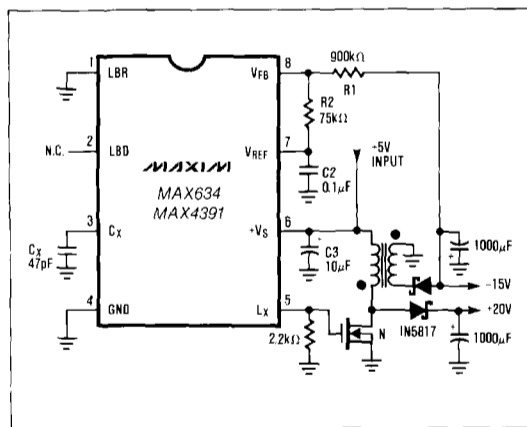 1
LBR
2
N.C.
LBD
3
CX
CX
47pF
4
GND
MAXIM
MAX634
MAX4391
8
VFB
900kΩ
R1
R2
75kΩ
7
VREF
C2
0.1µF
+5V
INPUT
6
+VS
C3
10µF
+
1000µF
+
-15V
+20V
5
LX
2.2kΩ
N
IN5817
+
1000µF